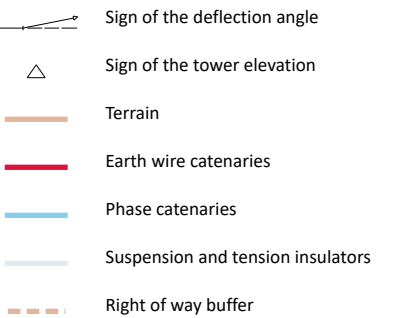 Sign of the deflection angle
Sign of the tower elevation
Terrain
Earth wire catenaries
Phase catenaries
Suspension and tension insulators
Right of way buffer